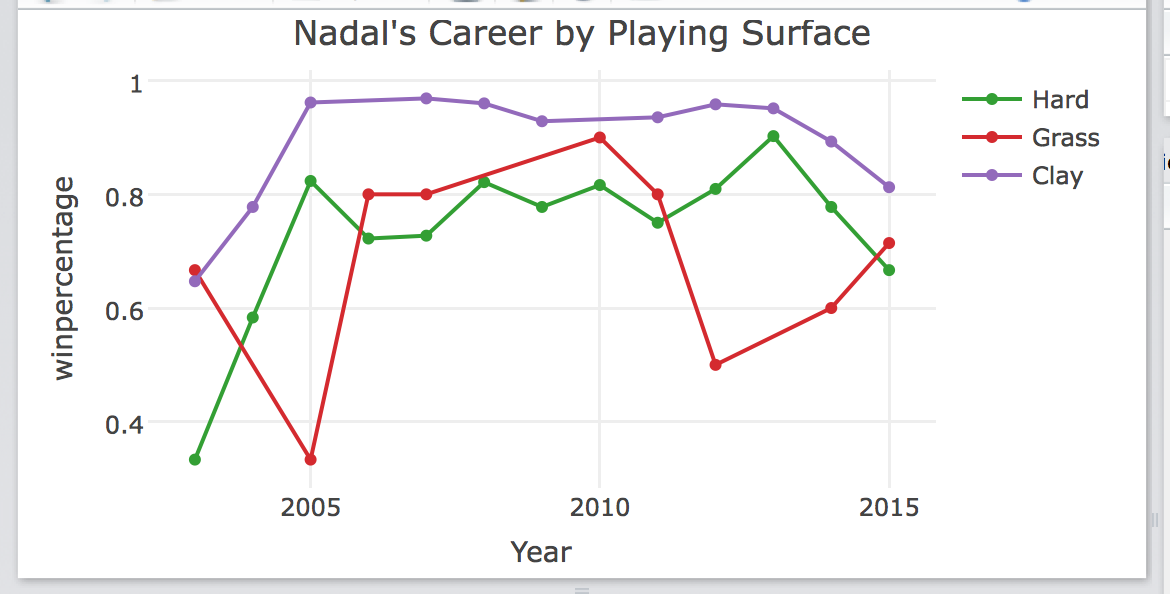 Nadal's Career by Playing Surface
1
0.8
0.6
0.4
winpercentage
2005
2010
2015
Year
Hard
Grass
Clay